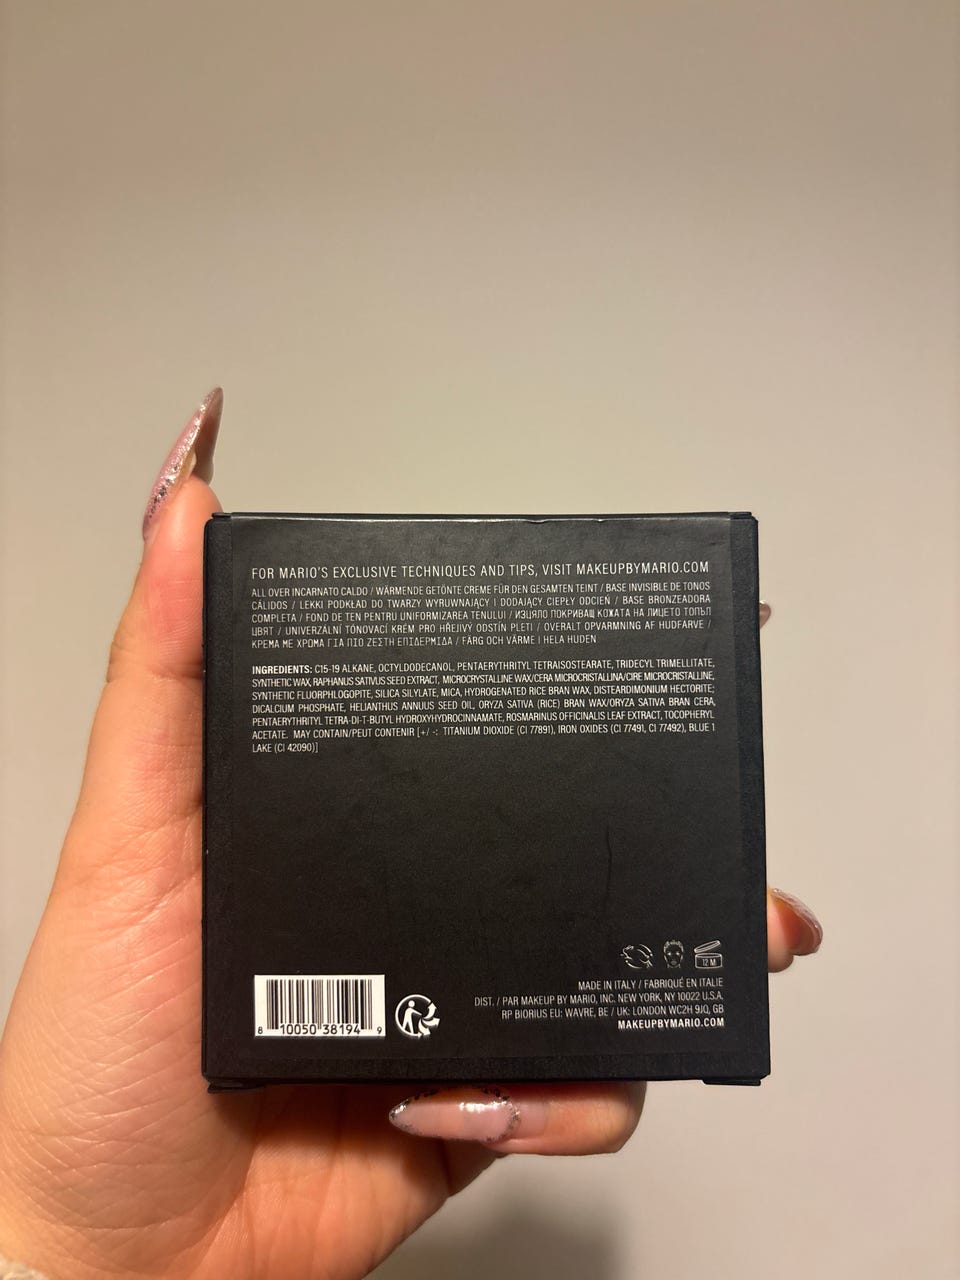 FOR MARIO'S EXCLUSIVE TECHNIQUES AND TIPS, VISIT MAKEUPBYMARIO.COM
ALL OVER INCARNATO CALDO / WÄRMENDE GETÖNTE CREME FÜR DEN GESAMTEN TEINT / BASE INVISIBLE DE TONOS
CÁLIDOS / LEKKI PODKŁAD DO TWARZY WYRUWNAJĄCY I DODAJĄCY CIEPŁY ODCIEŃ / BASE BRONZEADORA
COMPLETA / FOND DE TEN PENTRU UNIFORMIZAREA TENULUI / ИЗЦЯЛО ПОКРИВАЩ КОЖАТА НА ЛИЦЕТО ТОПЪЛ
ЦВЯТ / UNIVERZÁLNÍ TÓNOVACÍ KRÉM PRO HŘEJIVÝ ODSTÍN PLETI / OVERALT OPVARMNING AF HUDFARVE /
ΚΡΕΜΑ ΜΕ ΧΡΩΜΑ ΓΙΑ ΠΙΟ ΖΕΣΤΗ ΕΠΙΔΕΡΜΙΔΑ / FÄRG OCH VÄRME I HELA HUDEN
INGREDIENTS: C15-19 ALKANE, OCTYLDODECANOL, PENTAERYTHRITYL TETRAISOSTEARATE, TRIDECYL TRIMELLITATE,
SYNTHETIC WAX, RAPHANUS SATIVUS SEED EXTRACT, MICROCRYSTALLINE WAX/CERA MICROCRISTALLINA/CIRE MICROCRISTALLINE,
SYNTHETIC FLUORPHLOGOPITE, SILICA SILYLATE, MICA, HYDROGENATED RICE BRAN WAX, DISTEARDIMONIUM HECTORITE;
DICALCIUM PHOSPHATE, HELIANTHUS ANNUUS SEED OIL, ORYZA SATIVA (RICE) BRAN WAX/ORYZA SATIVA BRAN CERA,
PENTAERYTHRITYL TETRA-DI-T-BUTYL HYDROXYHYDROCINNAMATE, ROSMARINUS OFFICINALIS LEAF EXTRACT, TOCOPHERYL
ACETATE. MAY CONTAIN/PEUT CONTENIR [+/ -: TITANIUM DIOXIDE (CI 77891), IRON OXIDES (CI 77491, CI 77492), BLUE 1
LAKE (CI 42090)]
12 M
MADE IN ITALY / FABRIQUÉ EN ITALIE
DIST. / PAR MAKEUP BY MARIO, INC. NEW YORK, NY 10022 U.S.A.
RP BIORIUS EU: WAVRE, BE / UK: LONDON WC2H 9JQ, GB
MAKEUPBYMARIO.COM
8 10050 38194 9